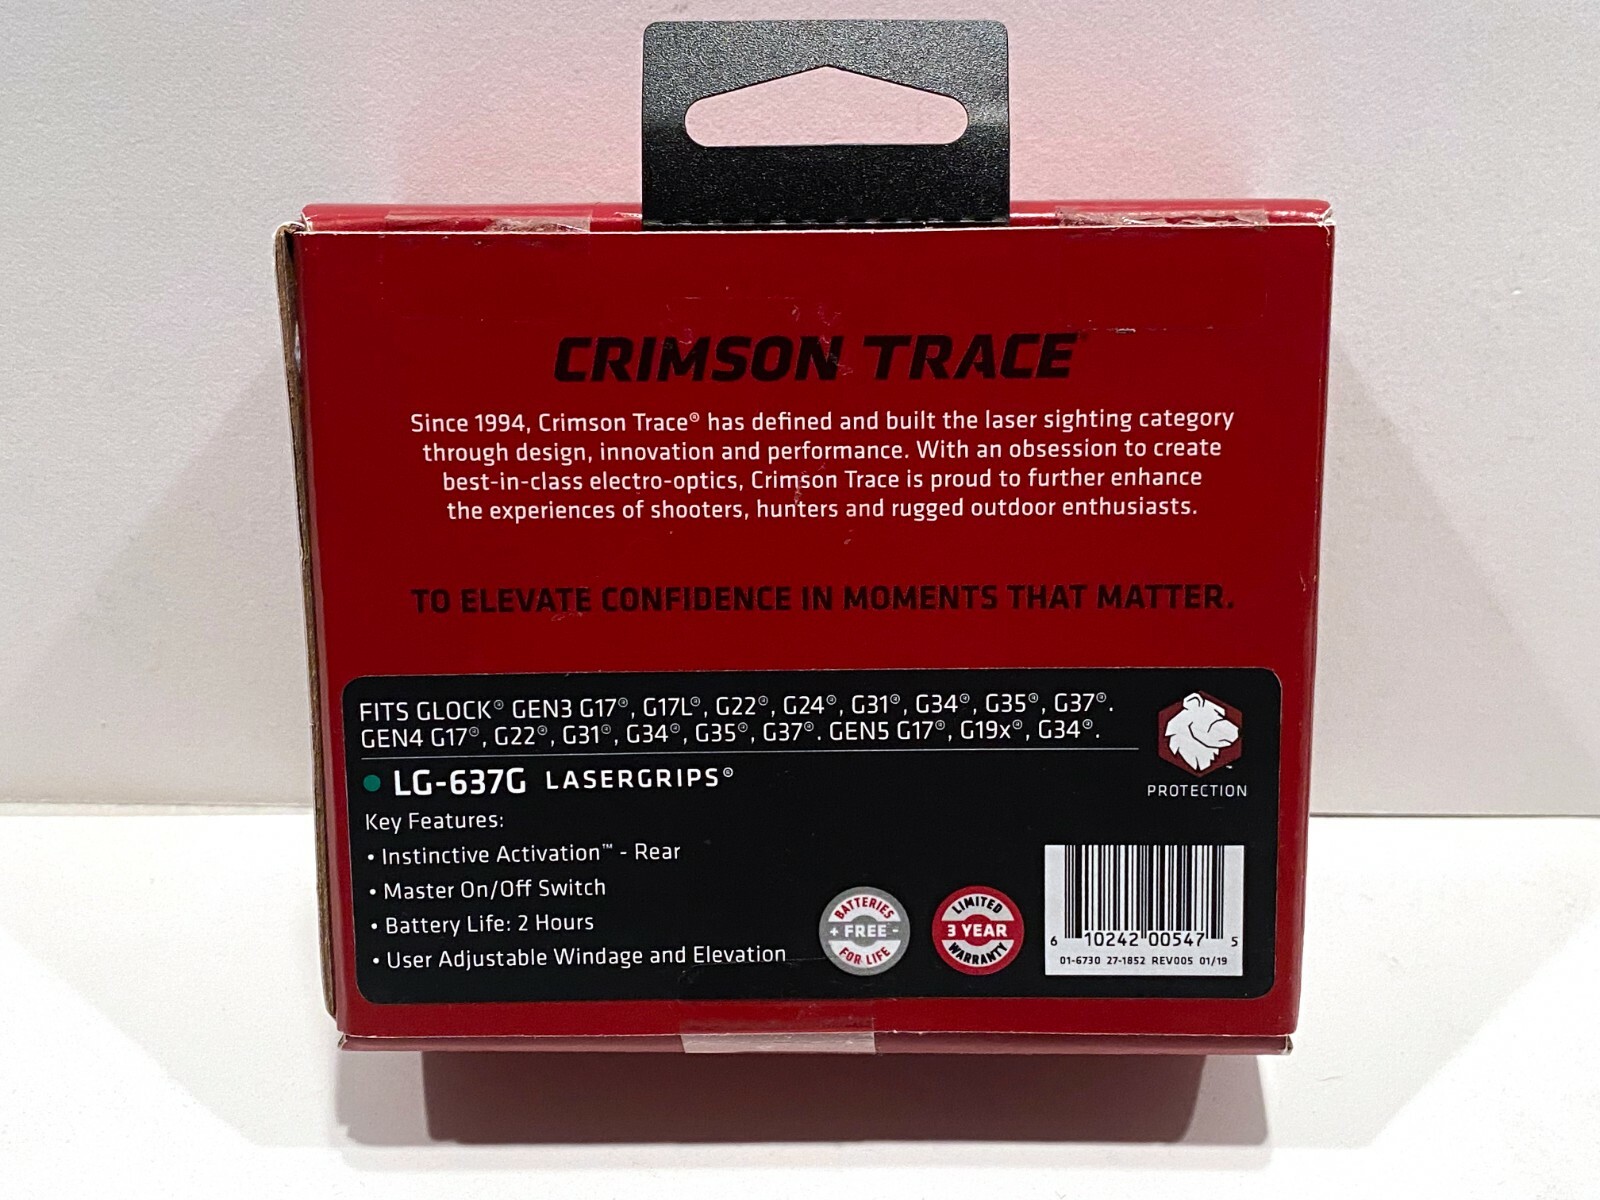 CRIMSON TRACE
Since 1994, Crimson Trace® has defined and built the laser sighting category
through design, innovation and performance. With an obsession to create
best-in-class electro-optics, Crimson Trace is proud to further enhance
the experiences of shooters, hunters and rugged outdoor enthusiasts.
TO ELEVATE CONFIDENCE IN MOMENTS THAT MATTER.
FITS GLOCK® GEN3 G17®, G17L®, G22®, G24®, G31®, G34®, G35®, G37®.
GEN4 G17®, G22®, G31®, G34®, G35®, G37®. GEN5 G17®, G19x®, G34®.
• LG-637G LASERGRIPS®
PROTECTION
Key Features:
• Instinctive Activation™ - Rear
• Master On/Off Switch
• Battery Life: 2 Hours
• User Adjustable Windage and Elevation
BATTERIES
+ FREE -
FOR LIFE
LIMITED
3 YEAR
WARRANTY
6 10242 00547 5
01-6730 27-1852 REV005 01/19